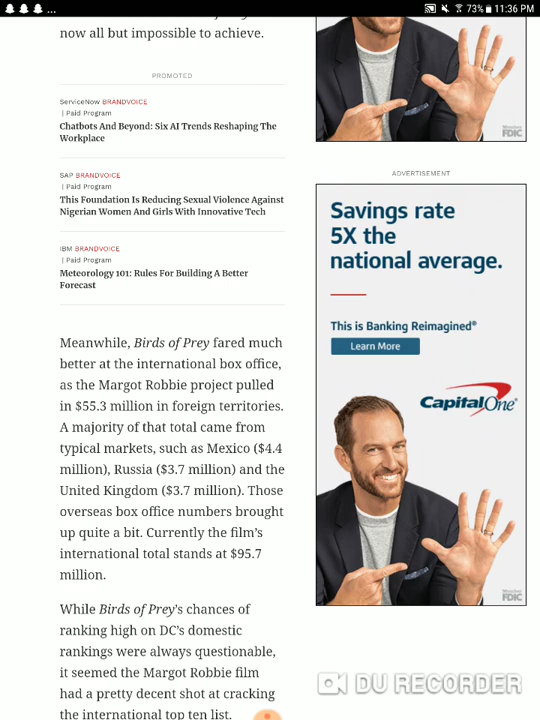 ... 73% 11:36 PM
now all but impossible to achieve.
PROMOTED
ServiceNow BRANDVOICE
| Paid Program
Chatbots And Beyond: Six AI Trends Reshaping The
Workplace
SAP BRANDVOICE
| Paid Program
This Foundation Is Reducing Sexual Violence Against
Nigerian Women And Girls With Innovative Tech
IBM BRANDVOICE
| Paid Program
Meteorology 101: Rules For Building A Better
Forecast
Meanwhile, Birds of Prey fared much
better at the international box office,
as the Margot Robbie project pulled
in $55.3 million in foreign territories.
A majority of that total came from
typical markets, such as Mexico ($4.4
million), Russia ($3.7 million) and the
United Kingdom ($3.7 million). Those
overseas box office numbers brought
up quite a bit. Currently the film's
international total stands at $95.7
million.
While Birds of Prey's chances of
ranking high on DC's domestic
rankings were always questionable,
it seemed the Margot Robbie film
had a pretty decent shot at cracking
the international top ten list.
Member
FDIC
ADVERTISEMENT
Savings rate
5X the
national average.
This is Banking Reimagined®
Learn More
CapitalOne®
Member
FDIC
DU RECORDER